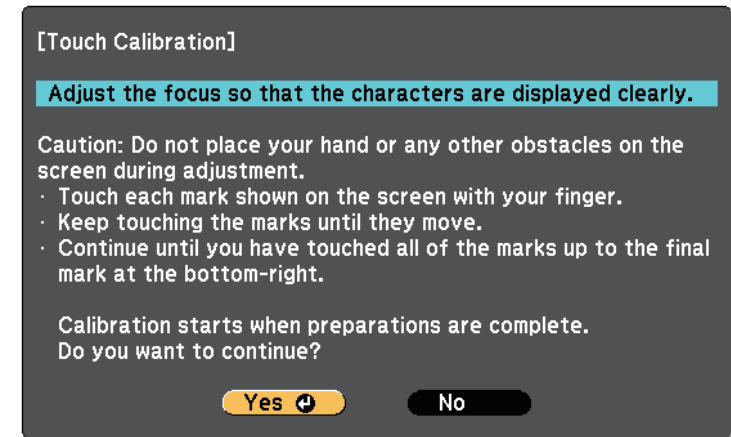 [Touch Calibration]
Adjust the focus so that the characters are displayed clearly.
Caution: Do not place your hand or any other obstacles on the
screen during adjustment.
· Touch each mark shown on the screen with your finger.
· Keep touching the marks until they move.
· Continue until you have touched all of the marks up to the final
mark at the bottom-right.
Calibration starts when preparations are complete.
Do you want to continue?
Yes ↵ No